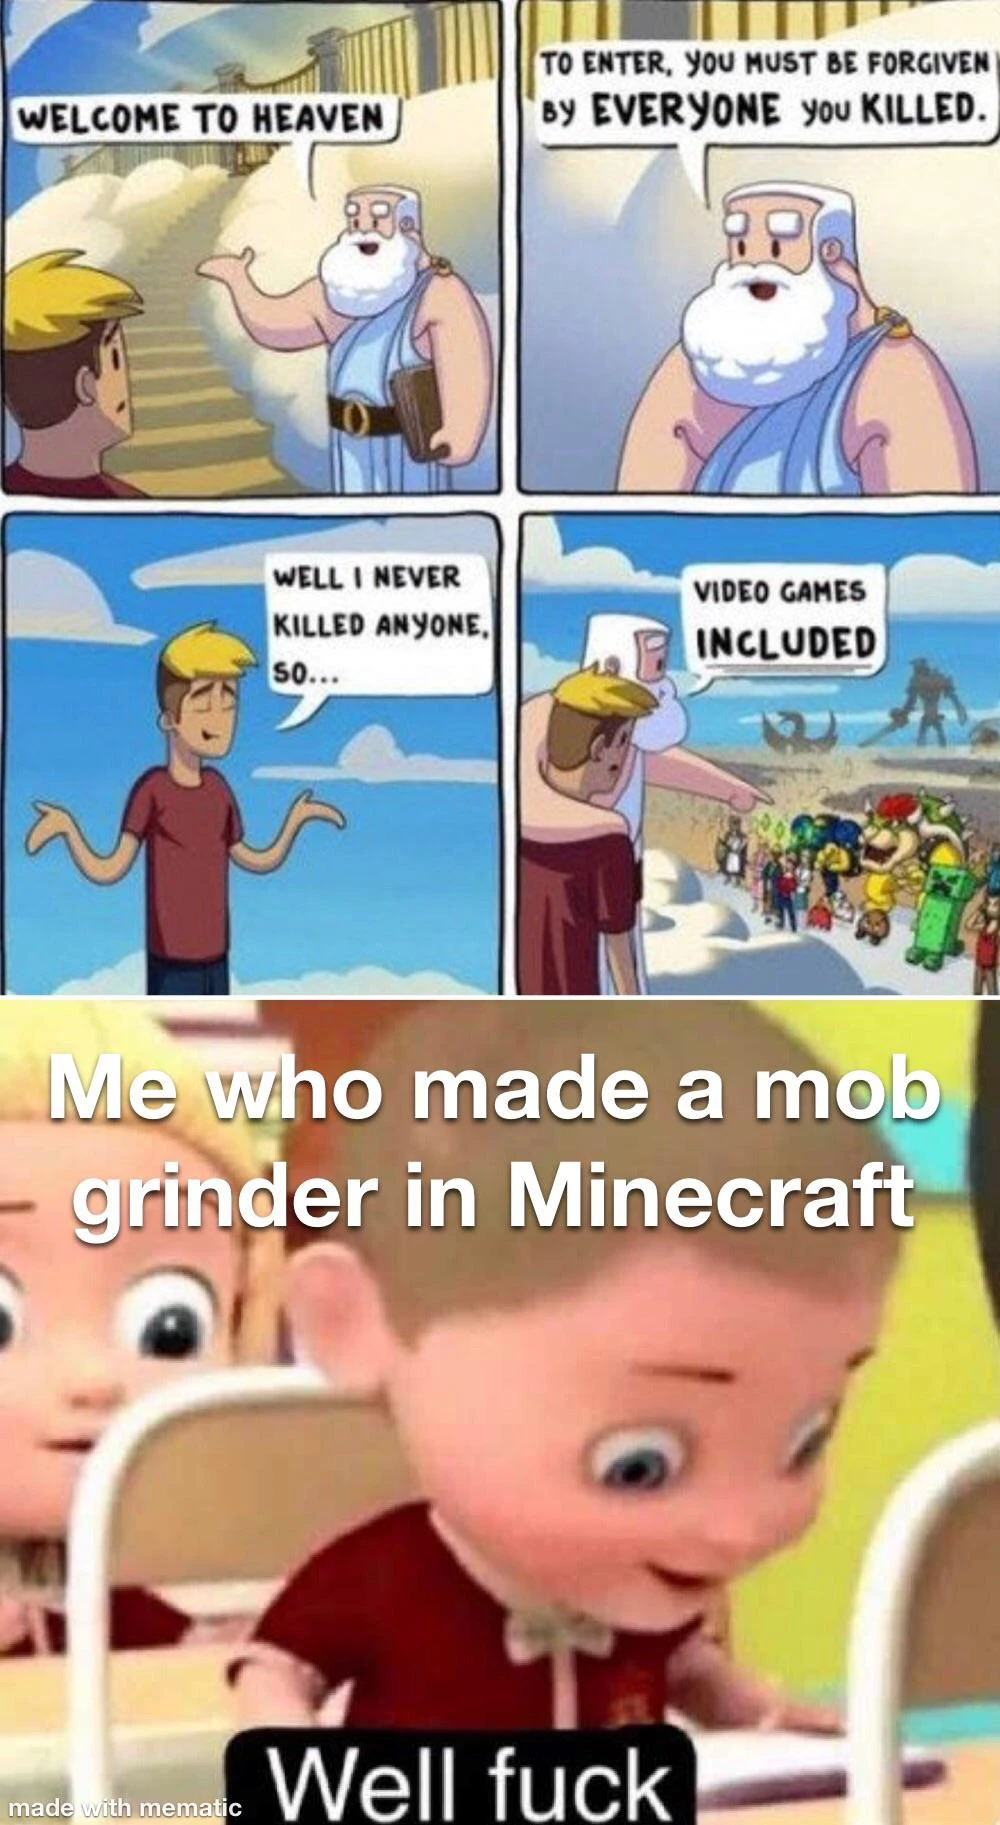 WELCOME TO HEAVEN
TO ENTER, YOU MUST BE FORGIVEN
BY EVERYONE YOU KILLED.
WELL I NEVER
KILLED ANYONE,
SO...
VIDEO GAMES
INCLUDED
Me who made a mob
grinder in Minecraft
Well fuck
made with mematic